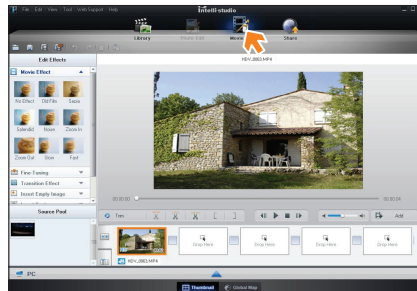 File Edit View Tool Web Support Help
Intelli-studio
Library
Photo Edit
Movie
Share
Edit Effects
HDV_0003.MP4
Movie Effect
No Effect Old Film Sepia
Splendid Noise Zoom In
Zoom Out Slow Fast
Fine Tuning
Transition Effect
Insert Empty Image
Source Pool
00:00:00
00:00:04
Trim
Add
Drop Here Drop Here Drop Here Drop Here
HDV_0003.MP4
PC
Thumbnail
Global Map